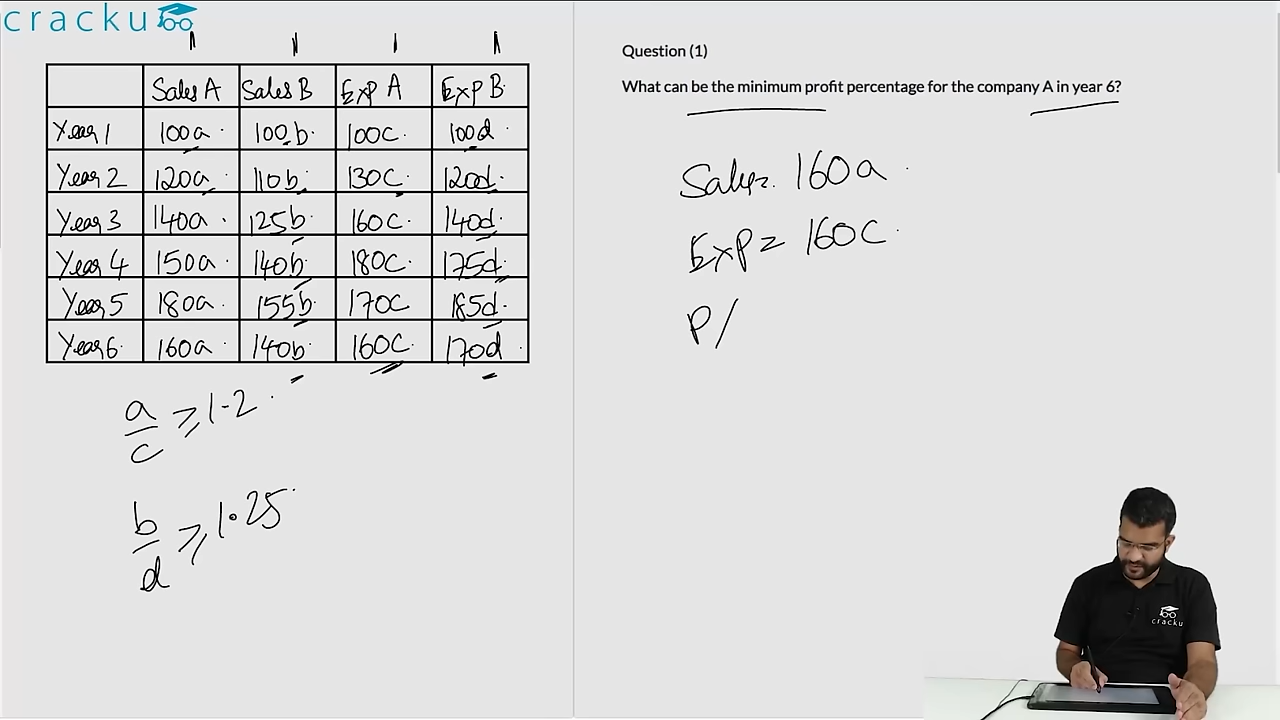 cracku
Sales A Sales B Exp A Exp B
Year 1 100a 100b 100c 100d
Year 2 120a 110b 130c 120d
Year 3 140a 125b 160c 140d
Year 4 150a 140b 180c 175d
Year 5 180a 155b 170c 185d
Year 6 160a 140b 160c 170d
a/c ≥ 1.2
b/d ≥ 1.25
Question (1)
What can be the minimum profit percentage for the company A in year 6?
Sales = 160a
Exp = 160c
P/
cracku